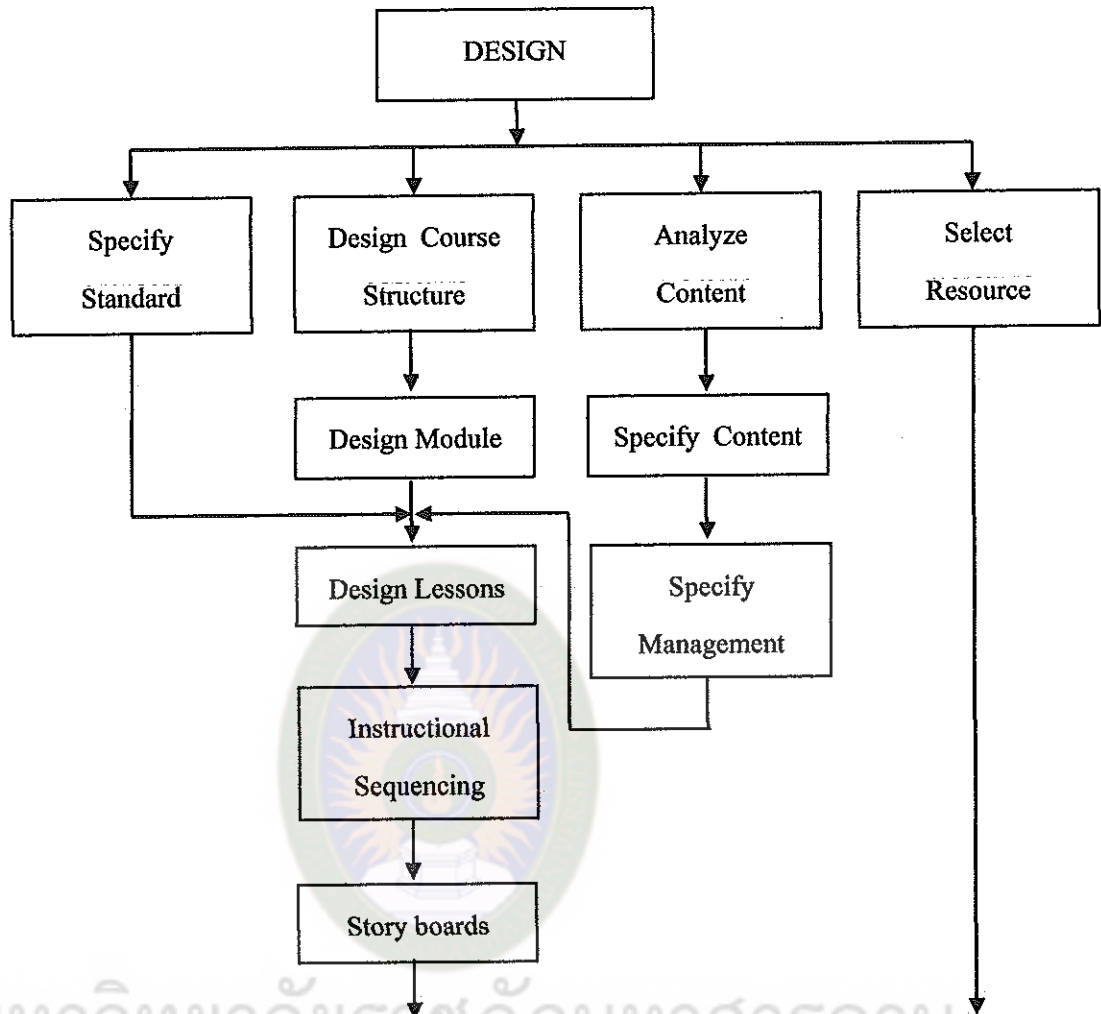 DESIGN
Specify
Standard
Design Course
Structure
Analyze
Content
Select
Resource
Design Module
Specify Content
Design Lessons
Specify
Management
Instructional
Sequencing
Story boards